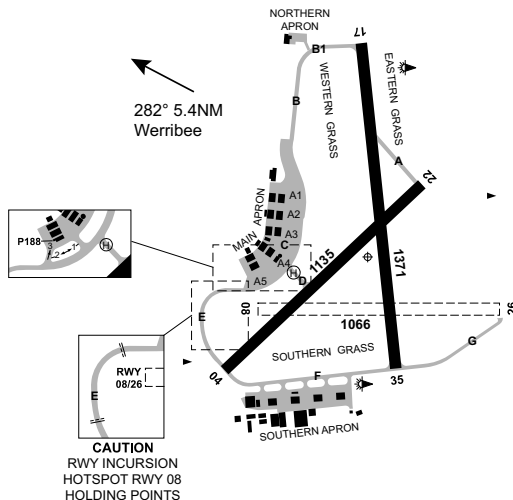 NORTHERN
APRON
17
B1
B
WESTERN GRASS
EASTERN GRASS
282° 5.4NM
Werribee
A
22
A1
A2
A3
A4
A5
MAIN
APRON
C
H
D
1135
1371
P188
3
2
1
H
08
26
1066
E
SOUTHERN GRASS
G
04
F
35
SOUTHERN APRON
RWY
08/26
E
CAUTION
RWY INCURSION
HOTSPOT RWY 08
HOLDING POINTS